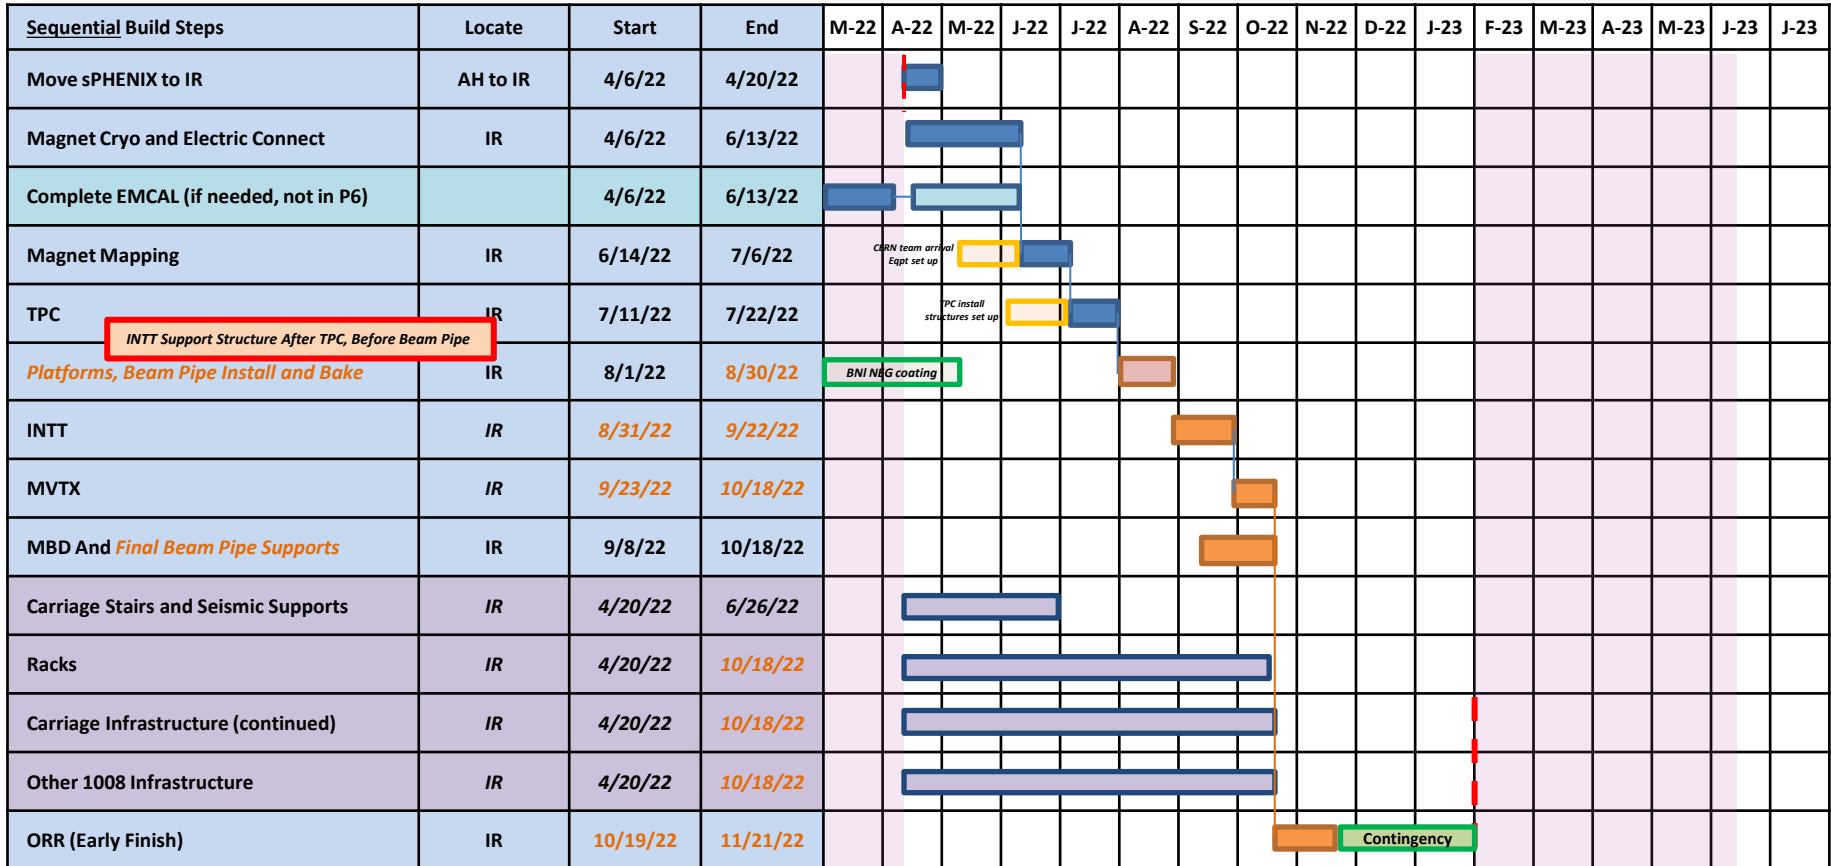 Sequential Build Steps Locate Start End M-22 A-22 M-22 J-22 J-22 A-22 S-22 O-22 N-22 D-22 J-23 F-23 M-23 A-23 M-23 J-23 J-23
Move sPHENIX to IR AH to IR 4/6/22 4/20/22
Magnet Cryo and Electric Connect IR 4/6/22 6/13/22
Complete EMCAL (if needed, not in P6) 4/6/22 6/13/22
Magnet Mapping IR 6/14/22 7/6/22 CERN team arrival
Eqpt set up
TPC IR 7/11/22 7/22/22 TPC install
structures set up
INTT Support Structure After TPC, Before Beam Pipe
Platforms, Beam Pipe Install and Bake IR 8/1/22 8/30/22 BNl NEG coating
INTT IR 8/31/22 9/22/22
MVTX IR 9/23/22 10/18/22
MBD And Final Beam Pipe Supports IR 9/8/22 10/18/22
Carriage Stairs and Seismic Supports IR 4/20/22 6/26/22
Racks IR 4/20/22 10/18/22
Carriage Infrastructure (continued) IR 4/20/22 10/18/22
Other 1008 Infrastructure IR 4/20/22 10/18/22
ORR (Early Finish) IR 10/19/22 11/21/22 Contingency